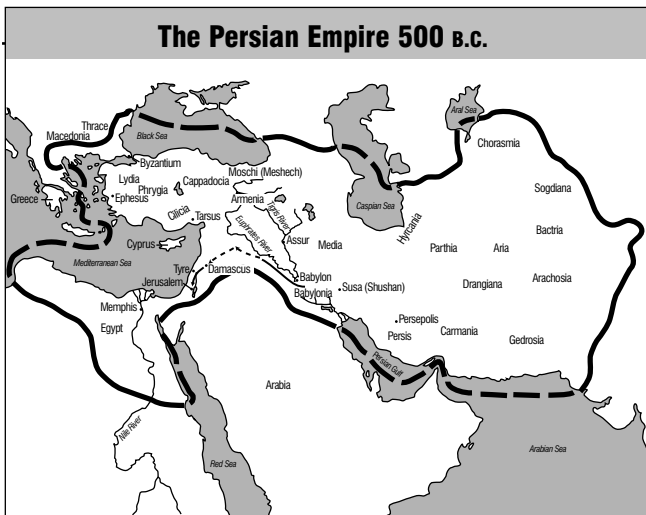 The Persian Empire 500 B.C.
Aral Sea
Thrace
Black Sea
Macedonia
Chorasmia
Byzantium
Moschi (Meshech)
Lydia
Cappadocia
Sogdiana
Phrygia
Greece
Ephesus
Armenia
Caspian Sea
Tigris River
Cilicia
Tarsus
Hyrcania
Bactria
Euphrates River
Cyprus
Assur
Media
Parthia
Aria
Mediterranean Sea
Tyre
Damascus
Babylon
Arachosia
Jerusalem
Drangiana
Susa (Shushan)
Babylonia
Memphis
Persepolis
Egypt
Carmania
Persis
Gedrosia
Persian Gulf
Arabia
Nile River
Arabian Sea
Red Sea